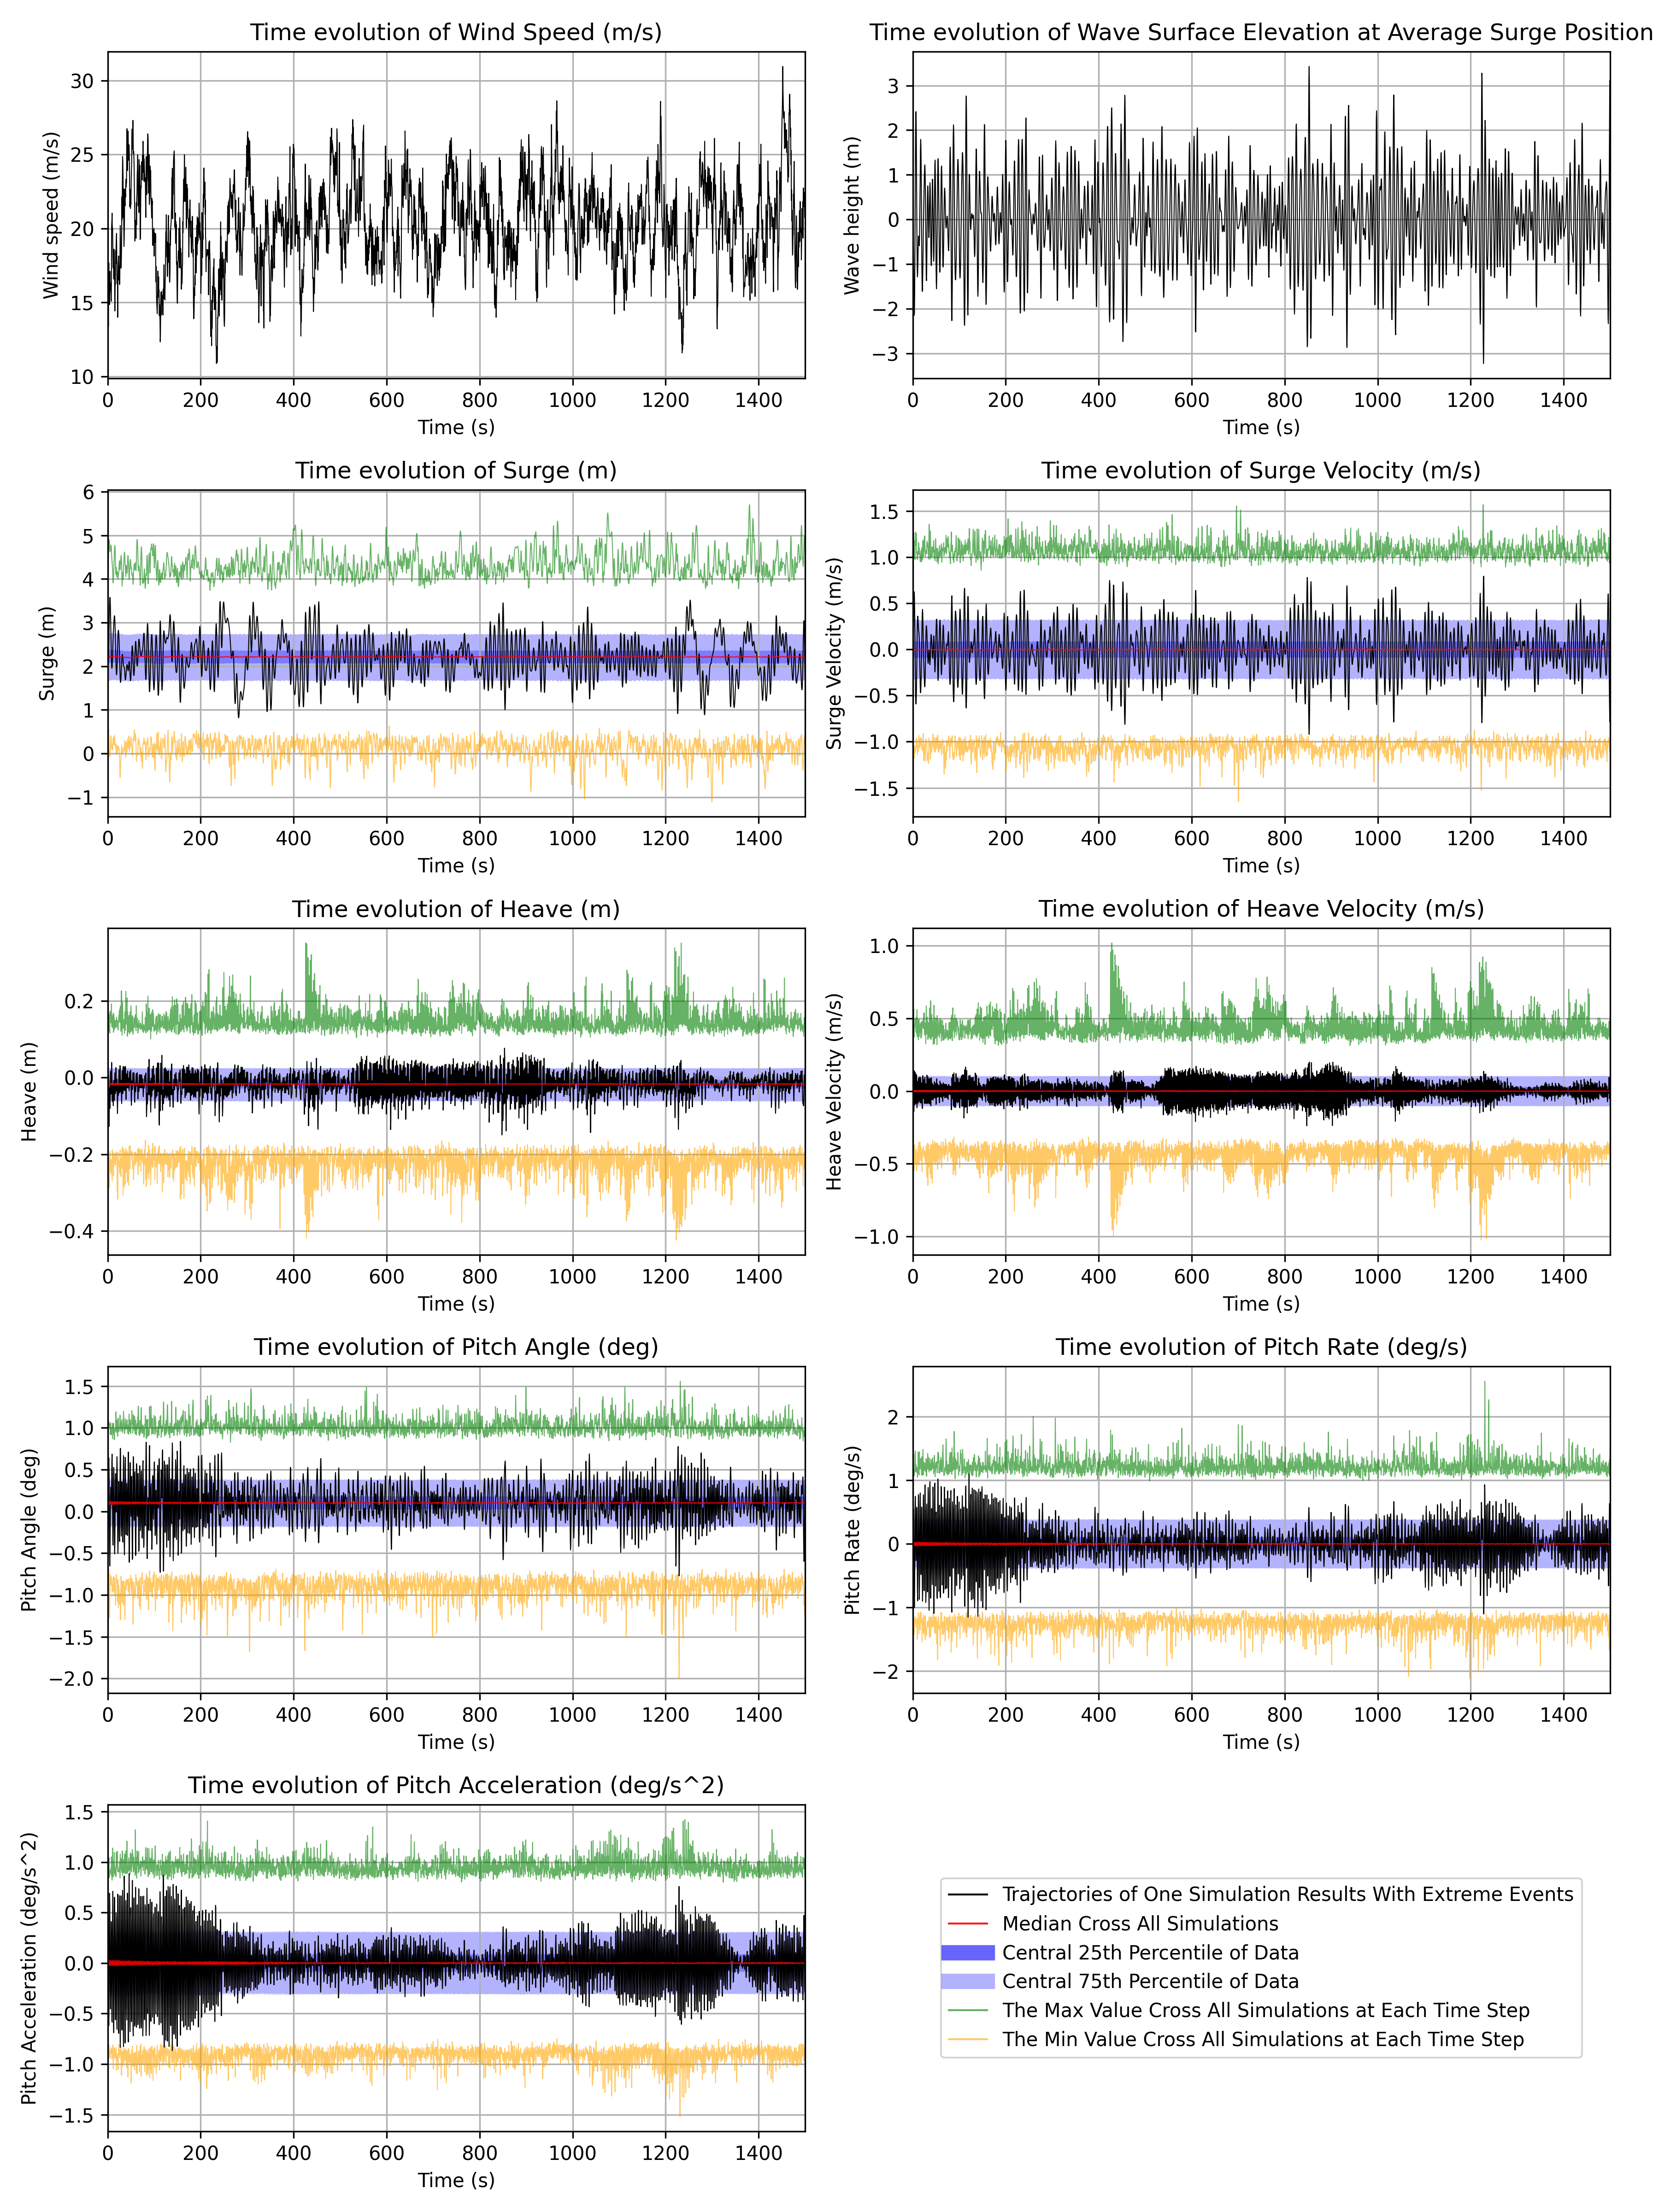 Time evolution of Wind Speed (m/s)
Wind speed (m/s)
30
25
20
15
10
0 200 400 600 800 1000 1200 1400
Time (s)
Time evolution of Wave Surface Elevation at Average Surge Position
Wave height (m)
3
2
1
0
−1
−2
−3
0 200 400 600 800 1000 1200 1400
Time (s)
Time evolution of Surge (m)
Surge (m)
6
5
4
3
2
1
0
−1
0 200 400 600 800 1000 1200 1400
Time (s)
Time evolution of Surge Velocity (m/s)
Surge Velocity (m/s)
1.5
1.0
0.5
0.0
−0.5
−1.0
−1.5
0 200 400 600 800 1000 1200 1400
Time (s)
Time evolution of Heave (m)
Heave (m)
0.2
0.0
−0.2
−0.4
0 200 400 600 800 1000 1200 1400
Time (s)
Time evolution of Heave Velocity (m/s)
Heave Velocity (m/s)
1.0
0.5
0.0
−0.5
−1.0
0 200 400 600 800 1000 1200 1400
Time (s)
Time evolution of Pitch Angle (deg)
Pitch Angle (deg)
1.5
1.0
0.5
0.0
−0.5
−1.0
−1.5
−2.0
0 200 400 600 800 1000 1200 1400
Time (s)
Time evolution of Pitch Rate (deg/s)
Pitch Rate (deg/s)
2
1
0
−1
−2
0 200 400 600 800 1000 1200 1400
Time (s)
Time evolution of Pitch Acceleration (deg/s^2)
Pitch Acceleration (deg/s^2)
1.5
1.0
0.5
0.0
−0.5
−1.0
−1.5
0 200 400 600 800 1000 1200 1400
Time (s)
Trajectories of One Simulation Results With Extreme Events
Median Cross All Simulations
Central 25th Percentile of Data
Central 75th Percentile of Data
The Max Value Cross All Simulations at Each Time Step
The Min Value Cross All Simulations at Each Time Step